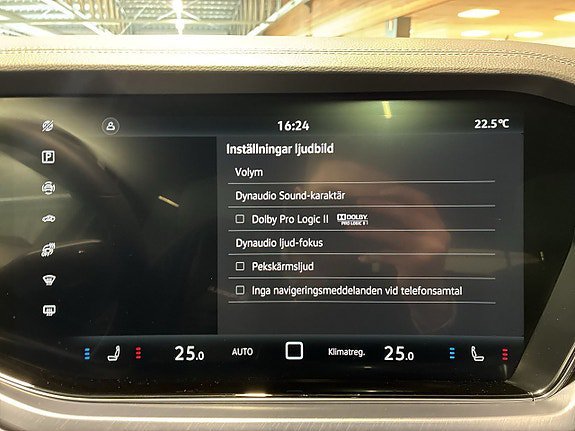 16:24
22.5°C
Inställningar ljudbild
Volym
Dynaudio Sound-karaktär
Dolby Pro Logic II
DOLBY
PRO LOGIC II
Dynaudio ljud-fokus
Pekskärmsljud
Inga navigeringsmeddelanden vid telefonsamtal
25.0 AUTO Klimatreg. 25.0